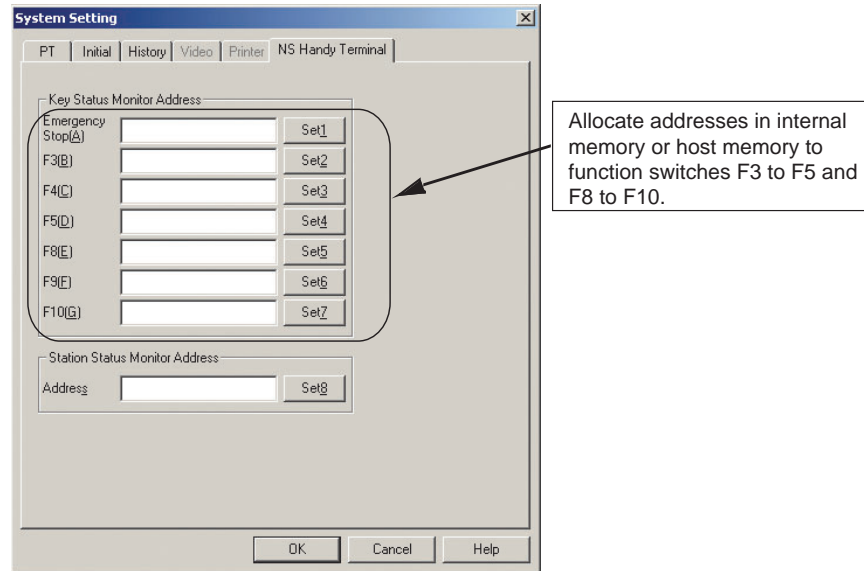 System Setting
PT Initial History Video Printer NS Handy Terminal
Key Status Monitor Address
Emergency
Stop(A) Set1
F3(B) Set2
F4(C) Set3
F5(D) Set4
F8(E) Set5
F9(F) Set6
F10(G) Set7
Station Status Monitor Address
Address Set8
OK Cancel Help
Allocate addresses in internal
memory or host memory to
function switches F3 to F5 and
F8 to F10.